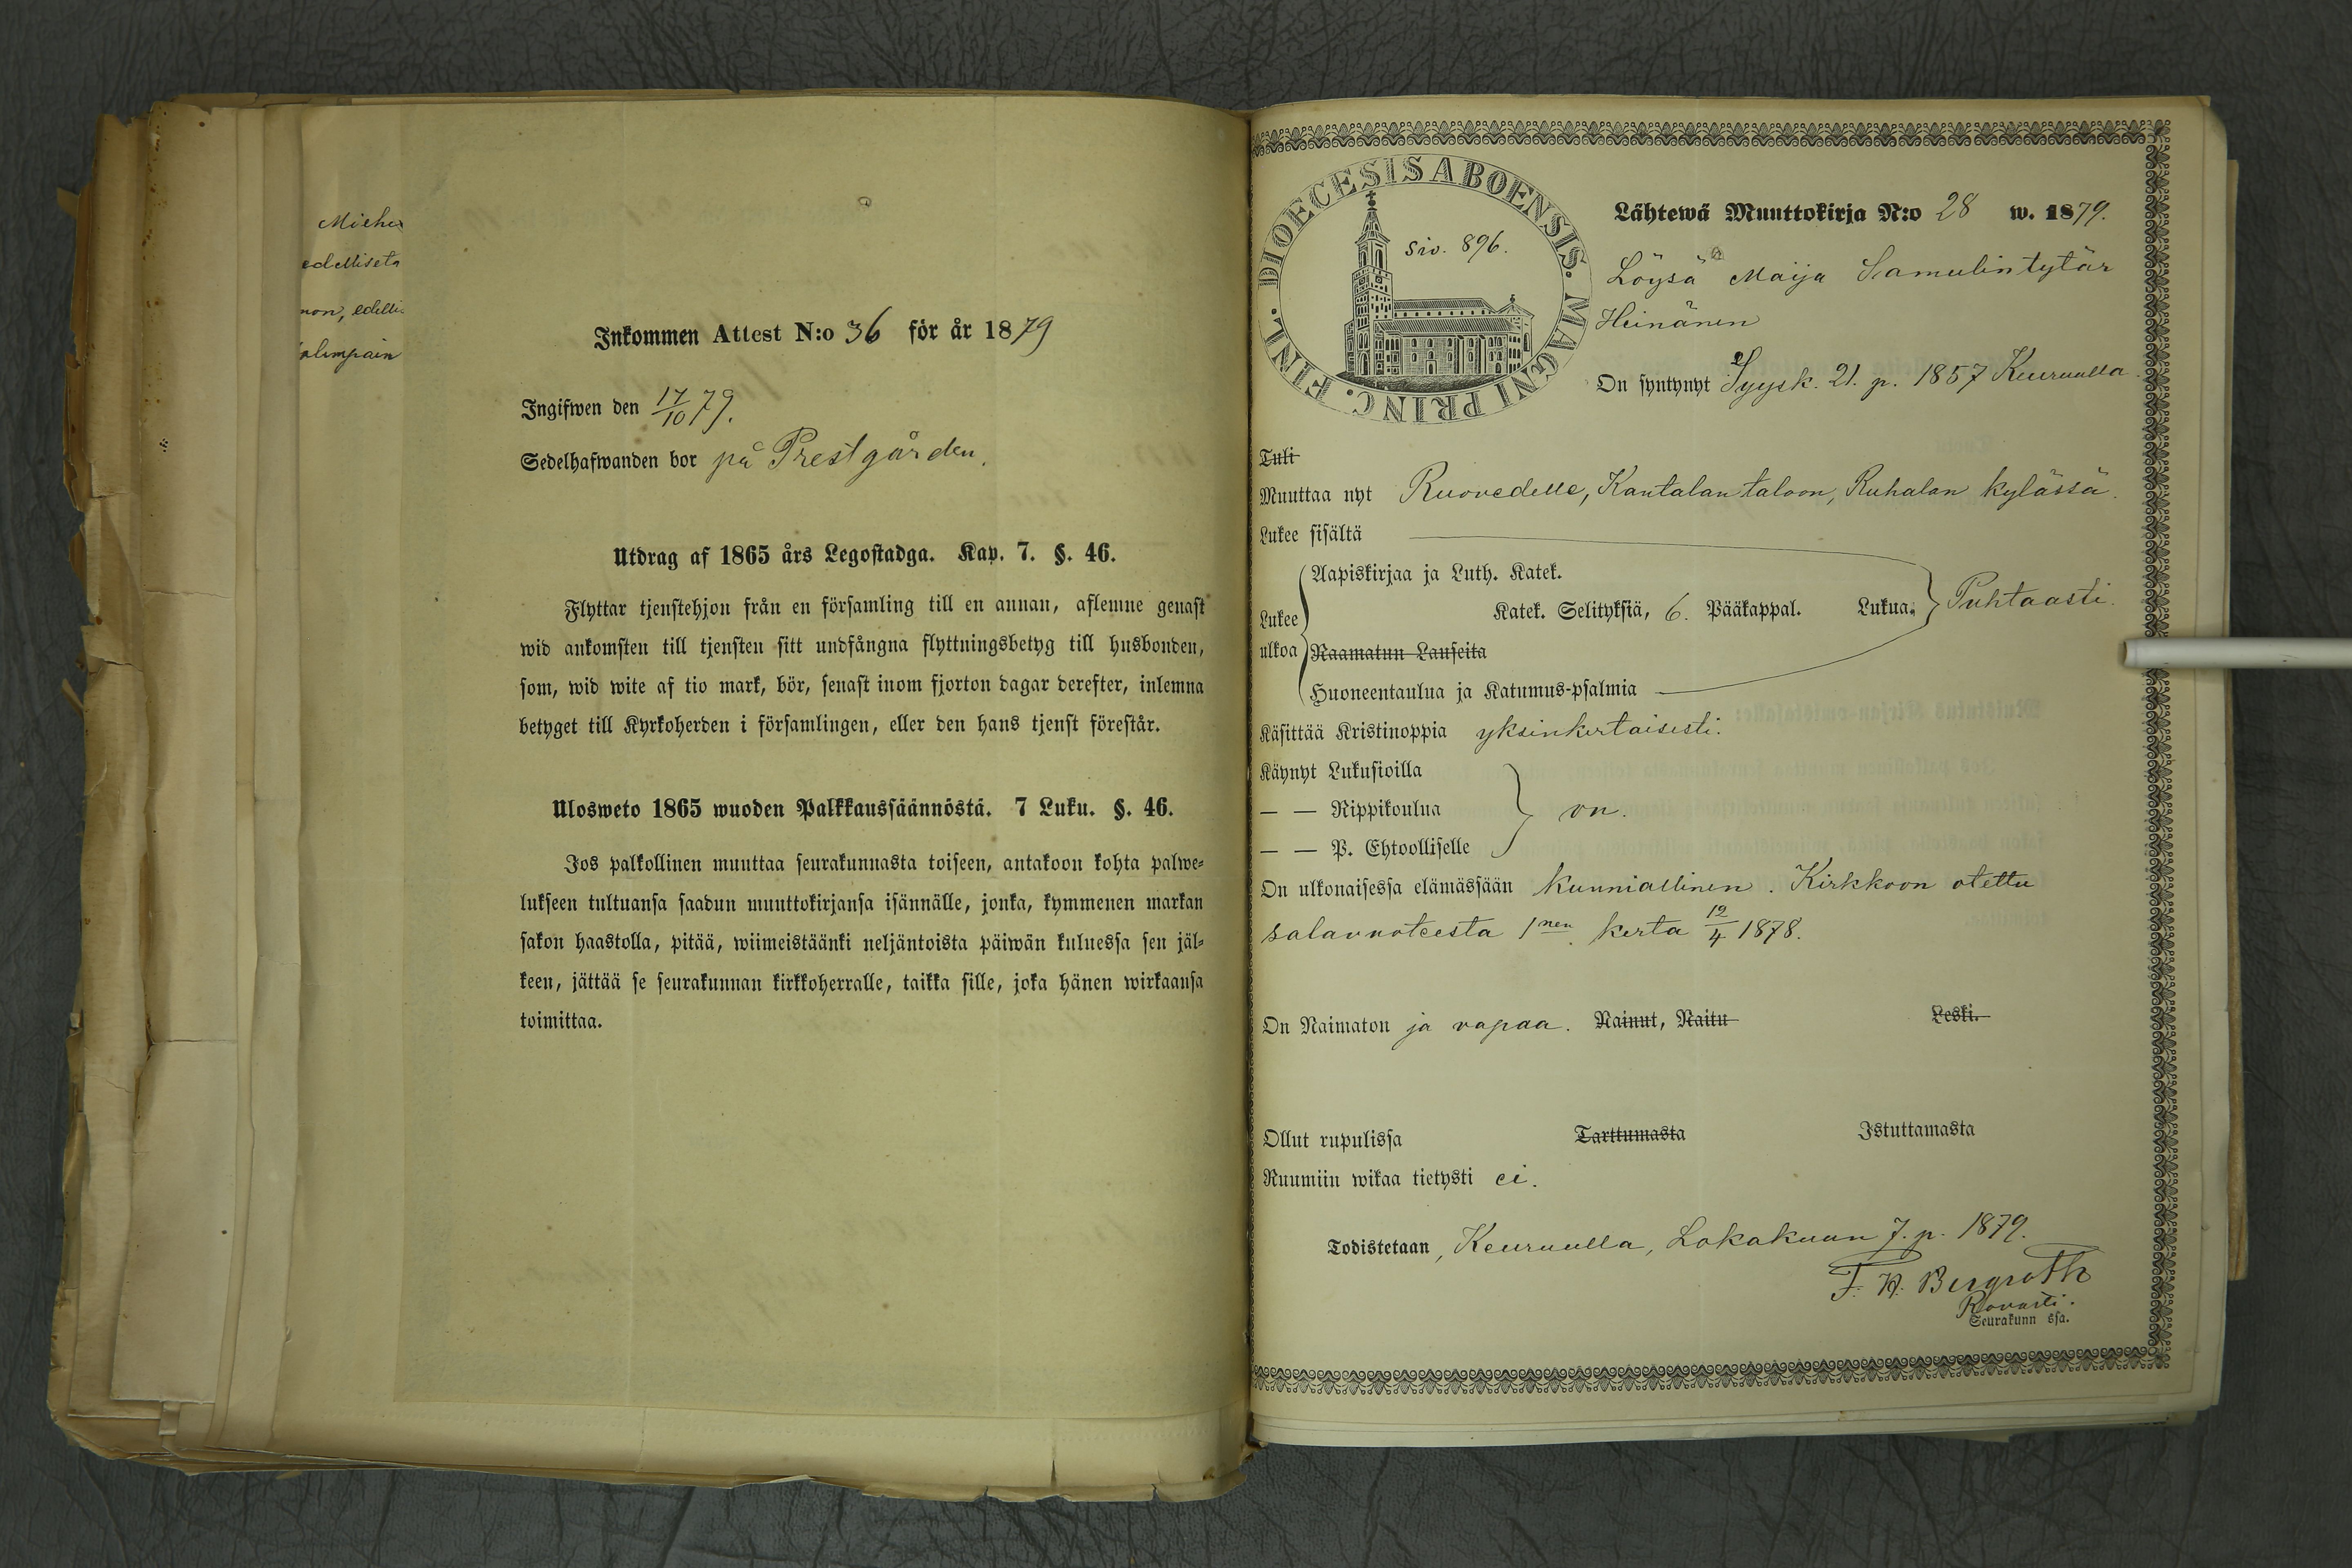 Miehe
edelliseta
non, edelli
alempain
Inkommen Attest N:o 36 för år 1879
Ingifwen den 17/10 79.
Sedelhafwanden bor på Prestgården.
Utdrag af 1865 års Legostadga. Kap. 7. §. 46.
Flyttar tjenstehjon från en församling till en annan, aflemne genast
wid ankomsten till tjensten sitt undfångna flyttningsbetyg till husbonden,
som, wid wite af tio mark, bör, senast inom fjorton dagar derefter, inlemna
betyget till Kyrkoherden i församlingen, eller den hans tjenst förestår.
Ulosweto 1865 wuoden Palkkaussäännöstä. 7 Luku. §. 46.
Jos palkollinen muuttaa seurakunnasta toiseen, antakoon kohta palwe-
lukseen tultuansa saadun muuttokirjansa isännälle, jonka, kymmenen markan
sakon haastolla, pitää, wiimeistäänki neljäntoista päiwän kuluessa sen jäl-
keen, jättää se seurakunnan kirkkoherralle, taikka sille, joka hänen wirkaansa
toimittaa.
DIOECESIS ABOENSIS. MAGNI PRINC. FINL.
siv. 896.
Lähtewä Muuttokirja N:o 28 w. 1879.
Löysä Maija Samulintytär
Heinänen
On syntynyt Syysk. 21. p. 1857 Keuruulla
Tuli
Muuttaa nyt Ruovedelle, Kantalan taloon, Ruhalan kylässä.
Lukee sisältä
Aapiskirjaa ja Luth. Katek.
Lukee ulkoa Katek. Selityksiä, 6. Pääkappal. Lukua. Puhtaasti.
Raamatun Lauseita
Huoneentaulua ja Katumus-psalmia
Käsittää Kristinoppia yksinkertaisesti.
Käynyt Lukusioilla
— — Rippikoulua on.
— — P. Ehtoolliselle
On ulkonaisessa elämässään kunniallinen. Kirkkoon otettu
salavuoteesta 1nen kerta 12/4 1878.
On Naimaton ja vapaa. Nainut, Naitu Leski.
Ollut rupulissa Tarttumasta Istuttamasta
Ruumiin wikaa tietysti ei.
Todistetaan, Keuruulla, Lokakuun 7. p. 1879.
F. H. Bergroth
Rovasti.
Seurakunn ssa.